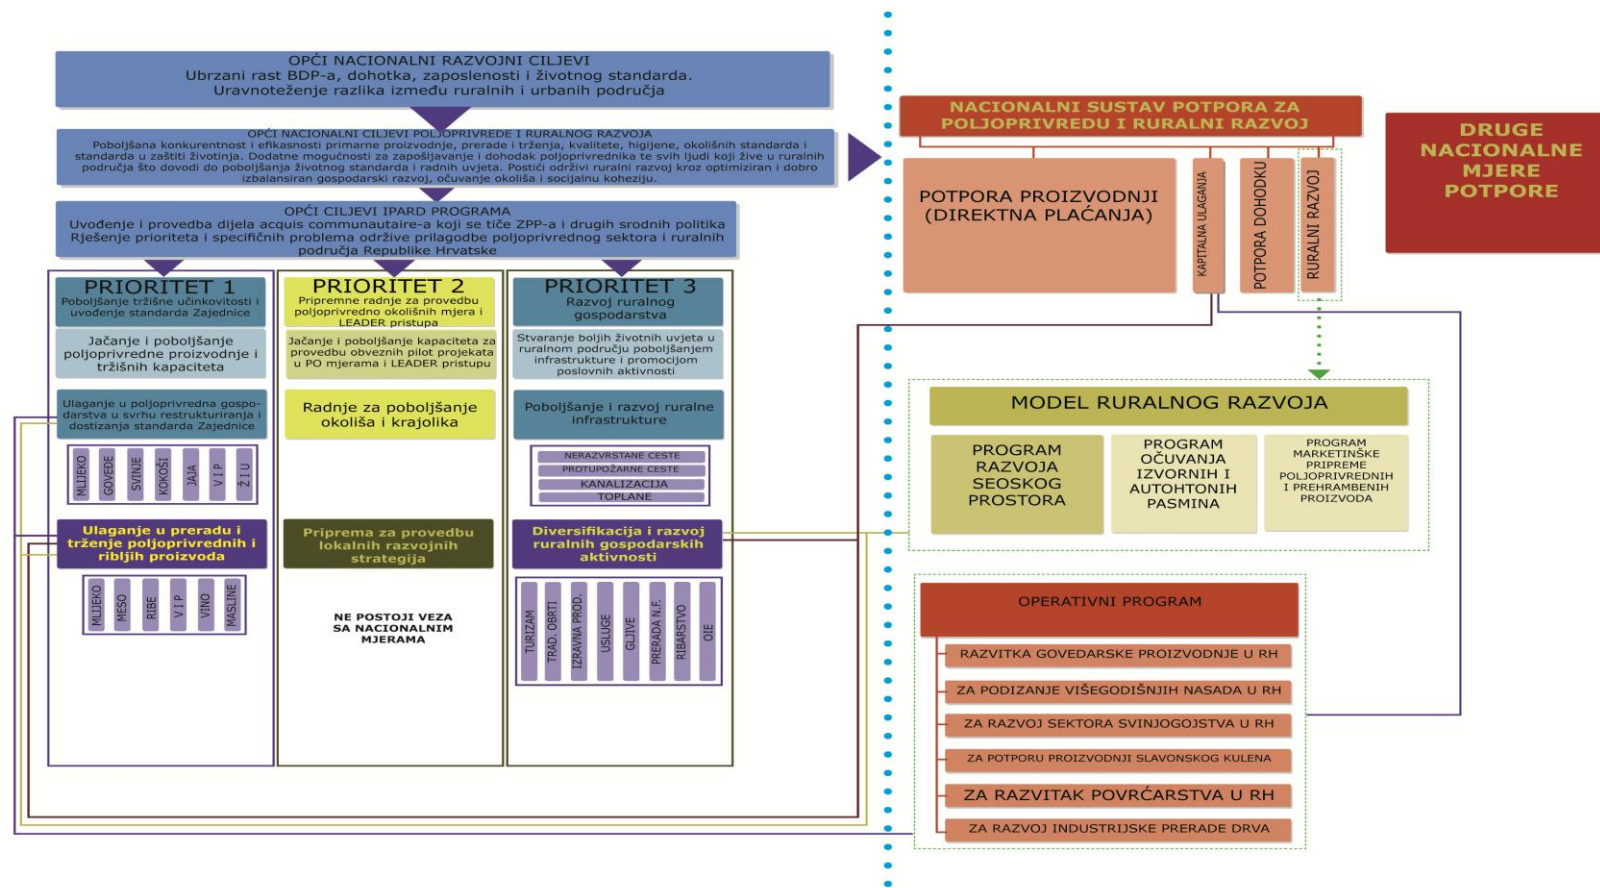 OPĆI NACIONALNI RAZVOJNI CILJEVI
Ubrzani rast BDP-a, dohotka, zaposlenosti i životnog standarda.
Uravnoteženje razlika između ruralnih i urbanih područja
OPĆI NACIONALNI CILJEVI POLJOPRIVREDE I RURALNOG RAZVOJA
Poboljšana konkurentnost i efikasnosti primarne proizvodnje, prerade i trženja, kvalitete, higijene, okolišnih standarda i
standarda u zaštiti životinja. Dodatne mogućnosti za zapošljavanje i dohodak poljoprivrednika te svih ljudi koji žive u ruralnih
područja što dovodi do poboljšanja životnog standarda i radnih uvjeta. Postići održivi ruralni razvoj kroz optimiziran i dobro
izbalansiran gospodarski razvoj, očuvanje okoliša i socijalnu koheziju.
OPĆI CILJEVI IPARD PROGRAMA
Uvođenje i provedba dijela acquis communautaire-a koji se tiče ZPP-a i drugih srodnih politika
Rješenje prioriteta i specifičnih problema održive prilagodbe poljoprivrednog sektora i ruralnih
područja Republike Hrvatske
PRIORITET 1
Poboljšanje tržišne učinkovitosti i
uvođenje standarda Zajednice
Jačanje i poboljšanje
poljoprivredne proizvodnje i
tržišnih kapaciteta
Ulaganje u poljoprivredna gospo-
darstva u svrhu restrukturiranja i
dostizanja standarda Zajednice
MLIJEKO
GOVEĐE
SVINJE
KOKOŠI
JAJA
V I P
Ž I U
Ulaganje u preradu i
trženje poljoprivrednih i
ribljih proizvoda
MLIJEKO
MESO
RIBE
V I P
VINO
MASLINE
PRIORITET 2
Pripremne radnje za provedbu
poljoprivredno okolišnih mjera i
LEADER pristupa
Jačanje i poboljšanje kapaciteta za
provedbu obveznih pilot projekata
u PO mjerama i LEADER pristupu
Radnje za poboljšanje
okoliša i krajolika
Priprema za provedbu
lokalnih razvojnih
strategija
NE POSTOJI VEZA
SA NACIONALNIM
MJERAMA
PRIORITET 3
Razvoj ruralnog
gospodarstva
Stvaranje boljih životnih uvjeta u
ruralnom području poboljšanjem
infrastrukture i promocijom
poslovnih aktivnosti
Poboljšanje i razvoj ruralne
infrastrukture
NERAZVRSTANE CESTE
PROTUPOŽARNE CESTE
KANALIZACIJA
TOPLANE
Diversifikacija i razvoj
ruralnih gospodarskih
aktivnosti
TURIZAM
TRAD. OBRTI
IZRAVNA PROD.
USLUGE
GLJIVE
PRERADA N.F.
RIBARSTVO
OIE
NACIONALNI SUSTAV POTPORA ZA
POLJOPRIVREDU I RURALNI RAZVOJ
POTPORA PROIZVODNJI
(DIREKTNA PLAĆANJA)
KAPITALNA ULAGANJA
POTPORA DOHODKU
RURALNI RAZVOJ
DRUGE
NACIONALNE
MJERE
POTPORE
MODEL RURALNOG RAZVOJA
PROGRAM
RAZVOJA
SEOSKOG
PROSTORA
PROGRAM
OČUVANJA
IZVORNIH I
AUTOHTONIH
PASMINA
PROGRAM
MARKETINŠKE
PRIPREME
POLJOPRIVREDNIH
I PREHRAMBENIH
PROIZVODA
OPERATIVNI PROGRAM
RAZVITKA GOVEDARSKE PROIZVODNJE U RH
ZA PODIZANJE VIŠEGODIŠNJIH NASADA U RH
ZA RAZVOJ SEKTORA SVINJOGOJSTVA U RH
ZA POTPORU PROIZVODNJI SLAVONSKOG KULENA
ZA RAZVITAK POVRĆARSTVA U RH
ZA RAZVOJ INDUSTRIJSKE PRERADE DRVA